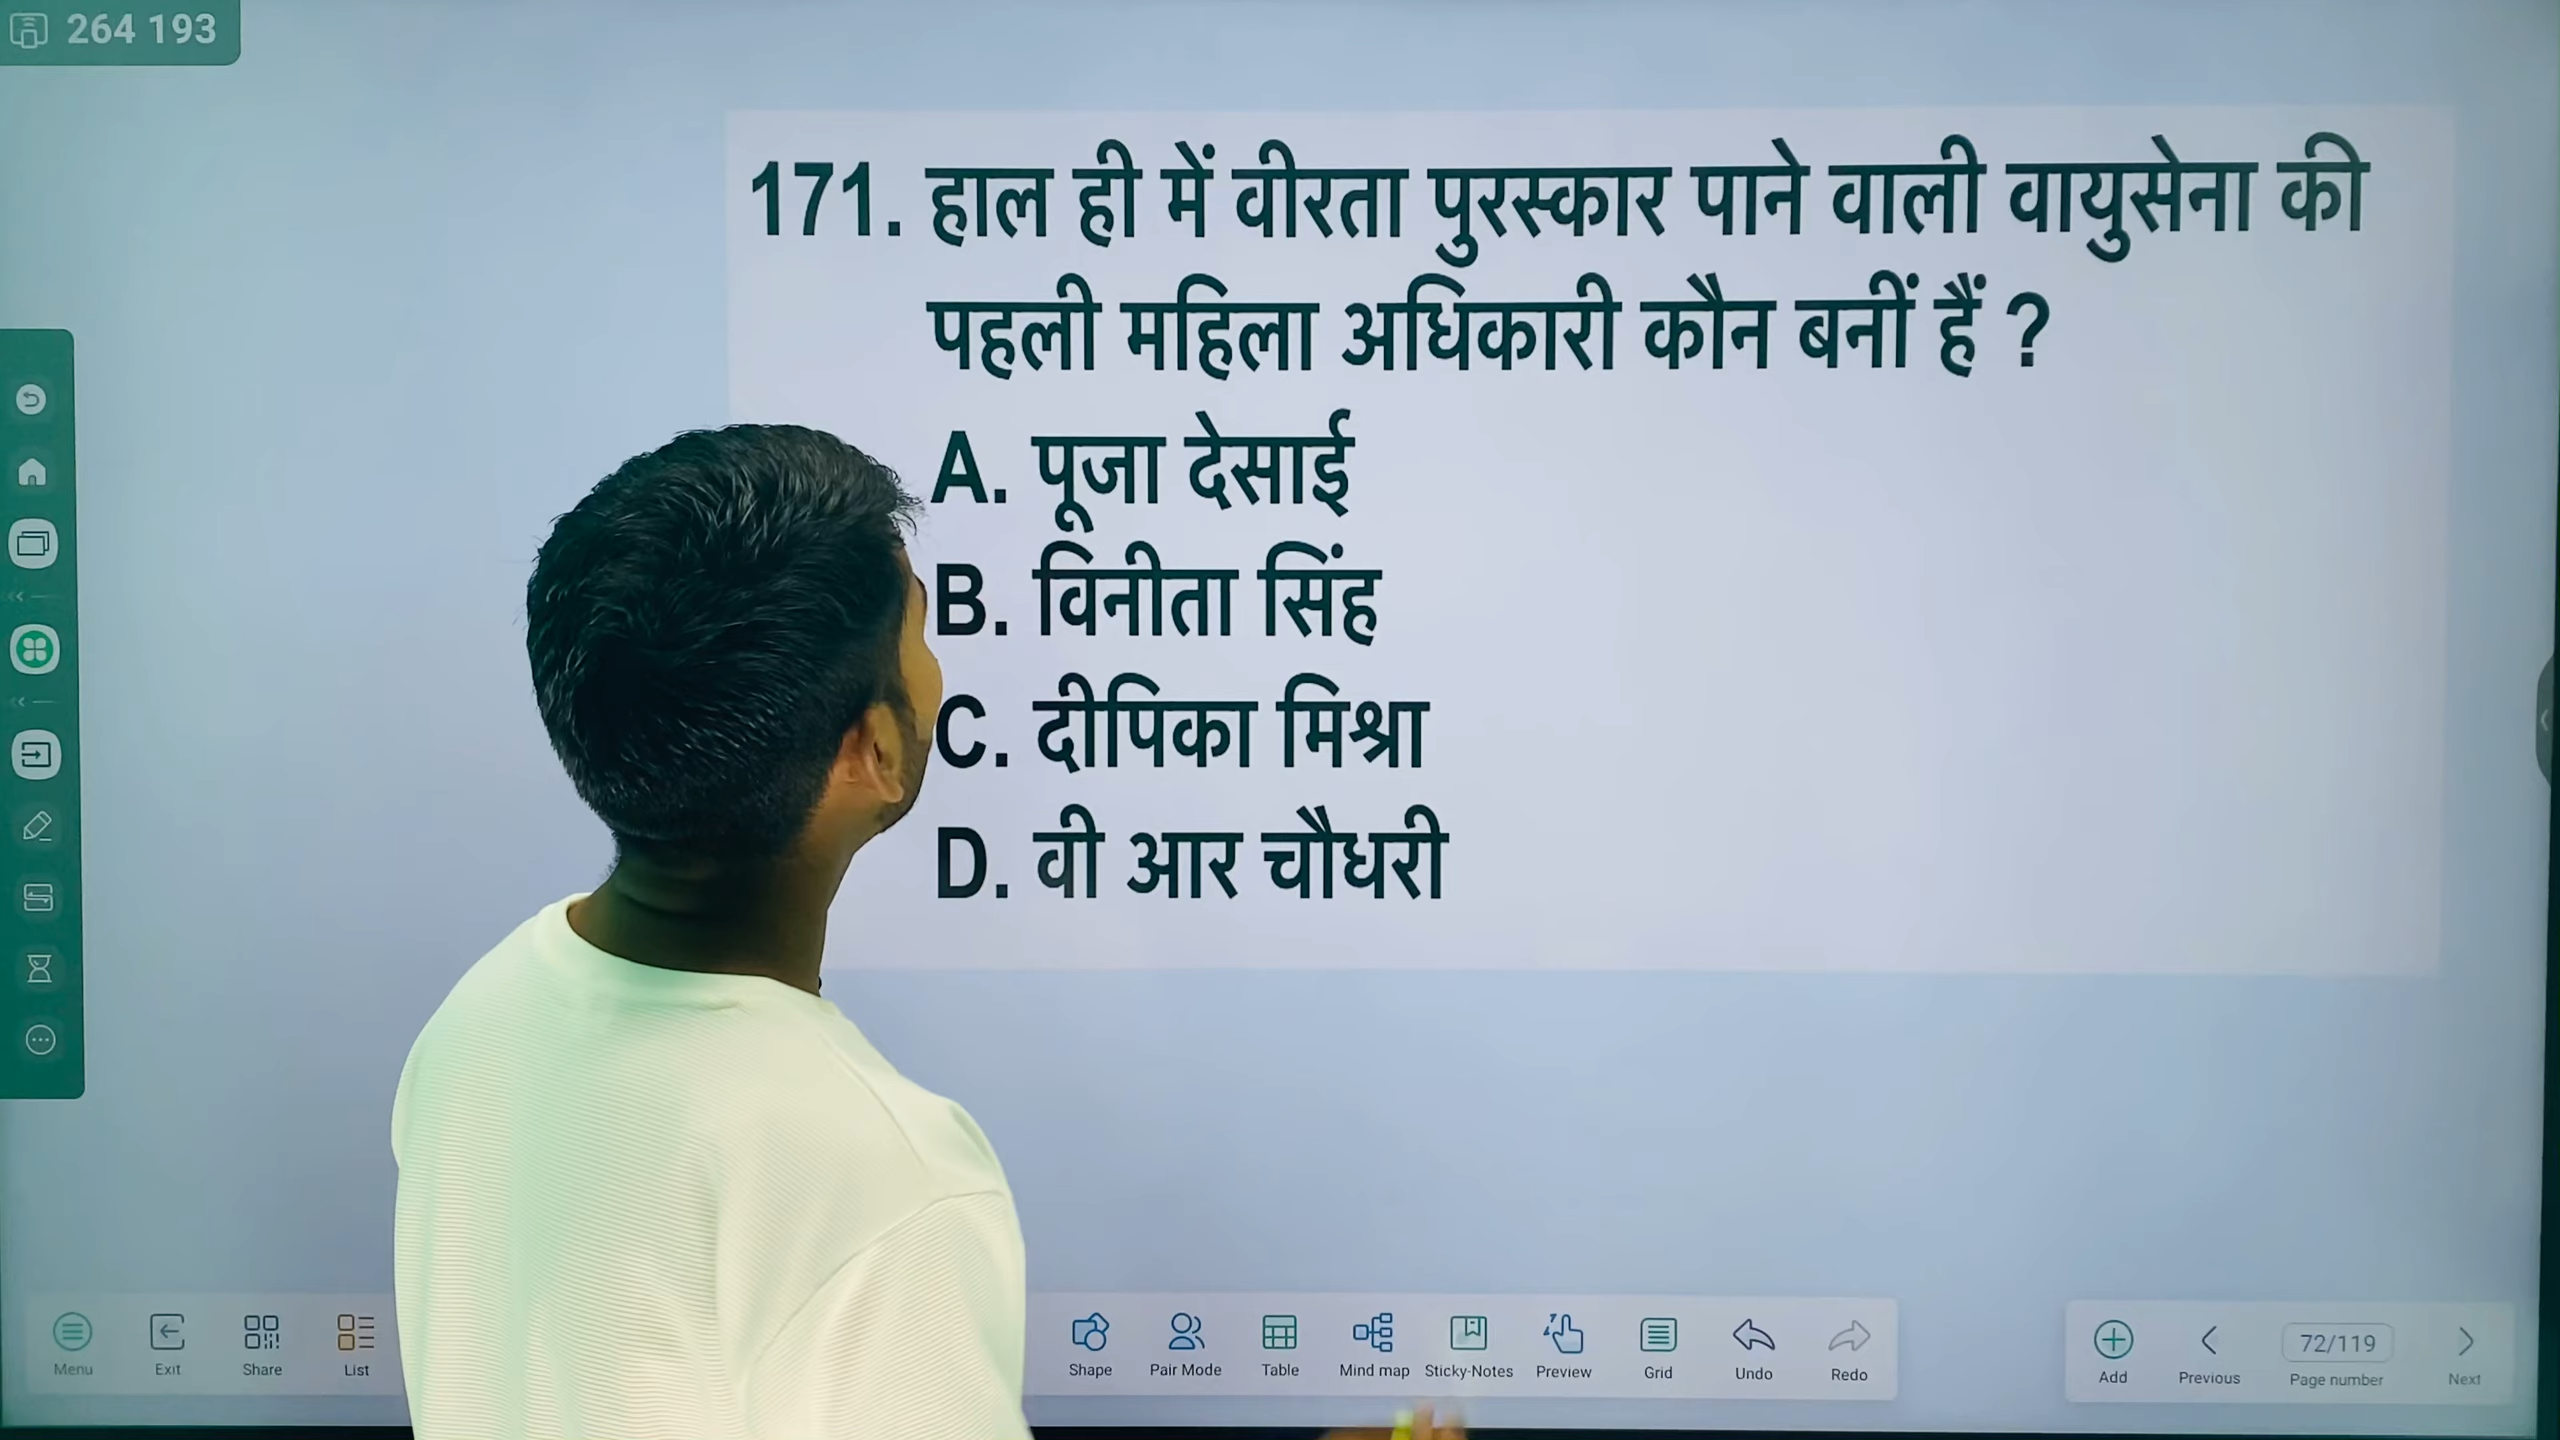 264 193
171. हाल ही में वीरता पुरस्कार पाने वाली वायुसेना की
पहली महिला अधिकारी कौन बनीं हैं ?
A. पूजा देसाई
B. विनीता सिंह
C. दीपिका मिश्रा
D. वी आर चौधरी
Menu Exit Share List Shape Pair Mode Table Mind map Sticky-Notes Preview Grid Undo Redo Add Previous 72/119 Page number Next